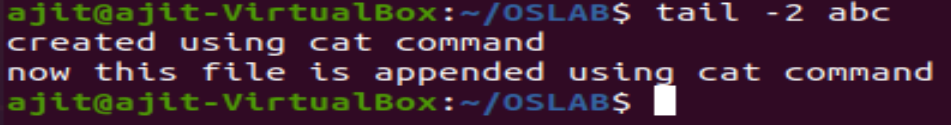 ajit@ajit-VirtualBox:~/OSLAB$ tail -2 abc
created using cat command
now this file is appended using cat command
ajit@ajit-VirtualBox:~/OSLAB$